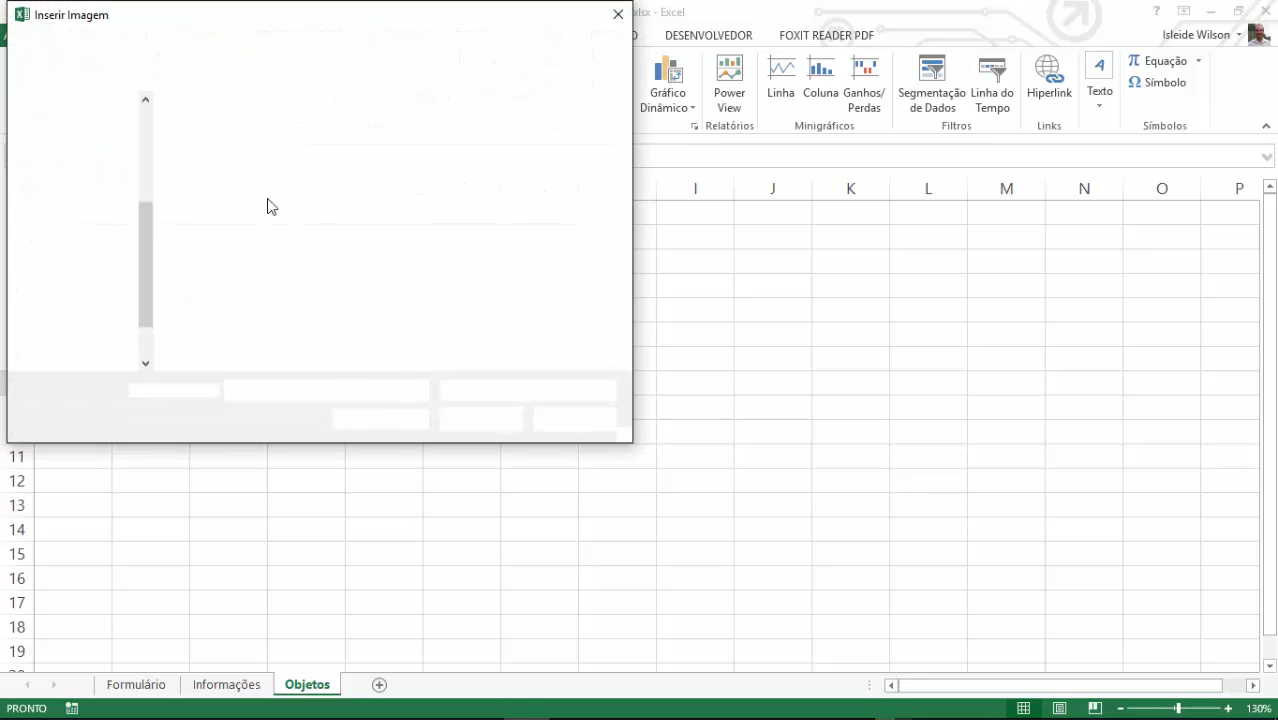 Inserir Imagem
xlsx - Excel
DESENVOLVEDOR FOXIT READER PDF Isleide Wilson
Gráfico Dinâmico
Power View
Linha
Coluna
Ganhos/ Perdas
Segmentação de Dados
Linha do Tempo
Hiperlink
Texto
Equação
Símbolo
Relatórios Minigráficos Filtros Links Símbolos
I J K L M N O P
11
12
13
14
15
16
17
18
19
Formulário Informações Objetos
PRONTO 130%